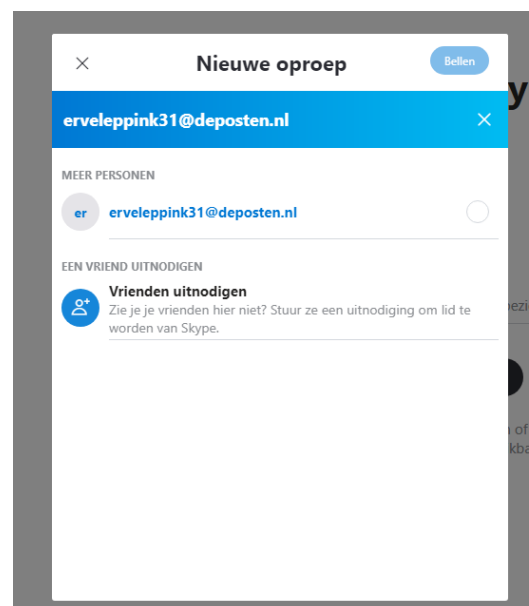 Nieuwe oproep
Bellen
erveleppink31@deposten.nl
MEER PERSONEN
er
erveleppink31@deposten.nl
EEN VRIEND UITNODIGEN
Vrienden uitnodigen
Zie je je vrienden hier niet? Stuur ze een uitnodiging om lid te
worden van Skype.